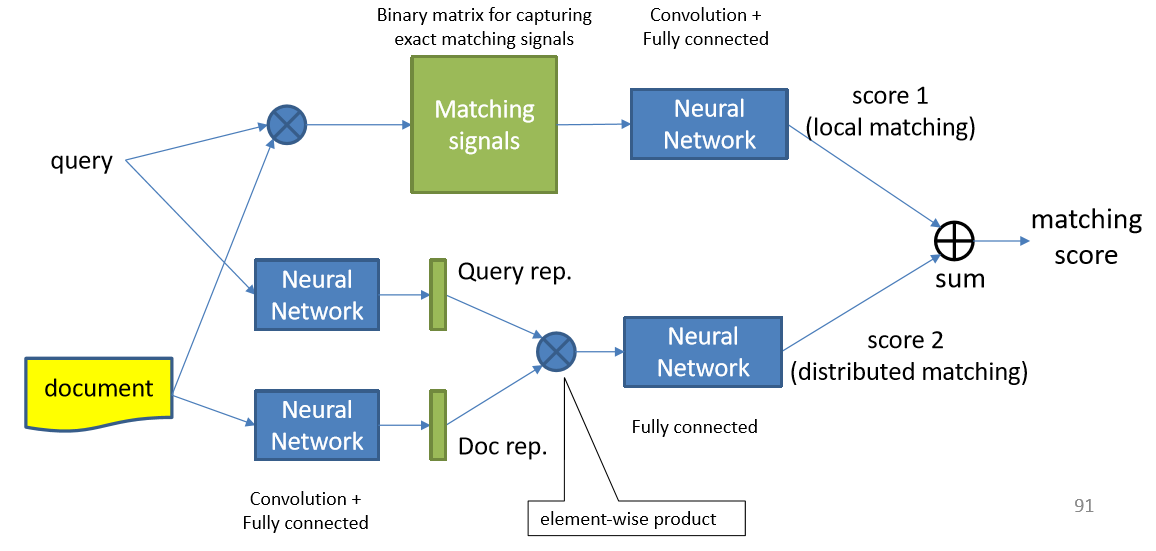 Binary matrix for capturing
exact matching signals
Convolution +
Fully connected
Matching
signals
Neural
Network
score 1
(local matching)
query
matching
score
sum
Neural
Network
Query rep.
Neural
Network
score 2
(distributed matching)
document
Neural
Network
Doc rep.
Fully connected
Convolution +
Fully connected
element-wise product
91